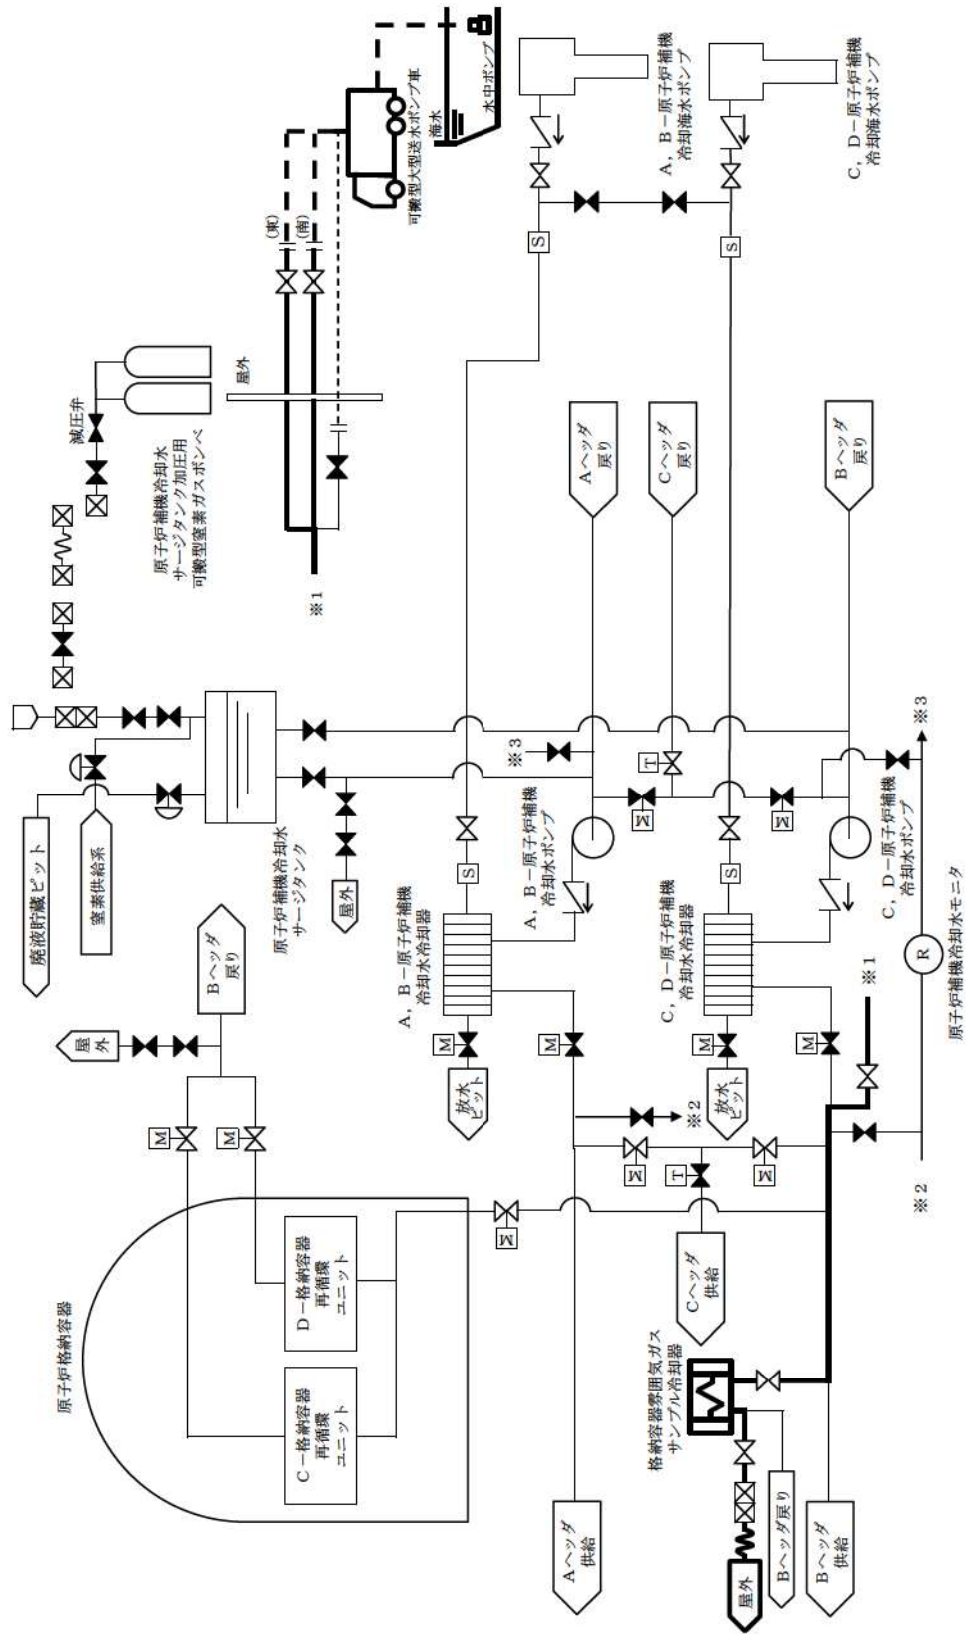 原子炉格納容器
C－格納容器
再循環
ユニット
D－格納容器
再循環
ユニット
M
M
屋外
Bヘッダ
戻り
廃液貯蔵ピット
窒素供給系
原子炉補機冷却水
サージタンク
屋外
減圧弁
原子炉補機冷却水
サージタンク加圧用
可搬型窒素ガスボンベ
屋外
※1
(東)
(南)
可搬型大型送水ポンプ車
海水
水中ポンプ
M
Aヘッダ
供給
放水
ピット
M
S
A，B－原子炉補機
冷却水冷却器
M
A，B－原子炉補機
冷却水ポンプ
※3
Aヘッダ
戻り
S
A，B－原子炉補機
冷却海水ポンプ
※2
M
T
M
Cヘッダ
供給
M
T
M
Cヘッダ
戻り
放水
ピット
M
S
C，D－原子炉補機
冷却水冷却器
M
C，D－原子炉補機
冷却水ポンプ
S
C，D－原子炉補機
冷却海水ポンプ
格納容器雰囲気ガス
サンプル冷却器
屋外
Bヘッダ戻り
Bヘッダ
供給
Bヘッダ
戻り
※1
※2
R
※3
原子炉補機冷却水モニタ